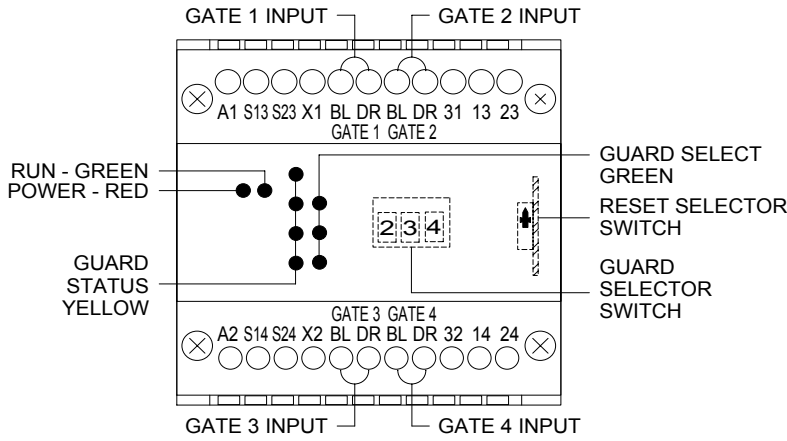 GATE 1 INPUT GATE 2 INPUT
A1 S13 S23 X1 BL DR BL DR 31 13 23
GATE 1 GATE 2
RUN - GREEN
POWER - RED
GUARD SELECT
GREEN
RESET SELECTOR
SWITCH
2 3 4
GUARD
STATUS
YELLOW
GUARD
SELECTOR
SWITCH
GATE 3 GATE 4
A2 S14 S24 X2 BL DR BL DR 32 14 24
GATE 3 INPUT GATE 4 INPUT